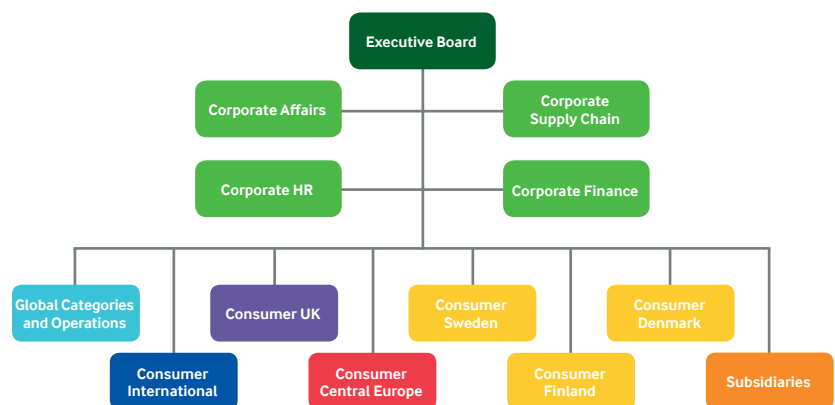 Executive Board
Corporate Affairs
Corporate
Supply Chain
Corporate HR
Corporate Finance
Global Categories
and Operations
Consumer UK
Consumer
Sweden
Consumer
Denmark
Consumer
International
Consumer
Central Europe
Consumer
Finland
Subsidiaries